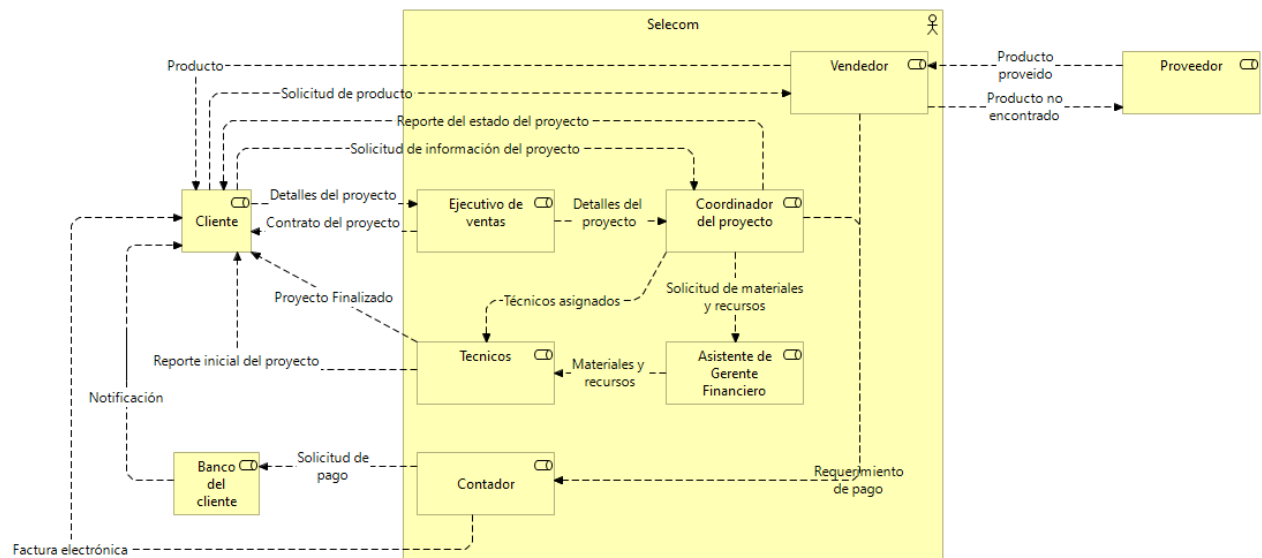 Selecom
Producto
Vendedor
Producto
proveido
Proveedor
Solicitud de producto
Producto no
encontrado
Reporte del estado del proyecto
Solicitud de información del proyecto
Cliente
Detalles del proyecto
Contrato del proyecto
Ejecutivo de
ventas
Detalles del
proyecto
Coordinador
del proyecto
Proyecto Finalizado
Técnicos asignados
Solicitud de materiales
y recursos
Reporte inicial del proyecto
Tecnicos
Materiales y
recursos
Asistente de
Gerente
Financiero
Notificación
Banco
del
cliente
Solicitud de
pago
Contador
Requerimiento
de pago
Factura electrónica